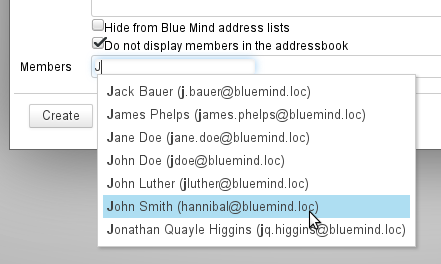 Hide from Blue Mind address lists
Do not display members in the addressbook
Members J
Create
Jack Bauer (j.bauer@bluemind.loc)
James Phelps (james.phelps@bluemind.loc)
Jane Doe (jane.doe@bluemind.loc)
John Doe (jdoe@bluemind.loc)
John Luther (jluther@bluemind.loc)
John Smith (hannibal@bluemind.loc)
Jonathan Quayle Higgins (jq.higgins@bluemind.loc)